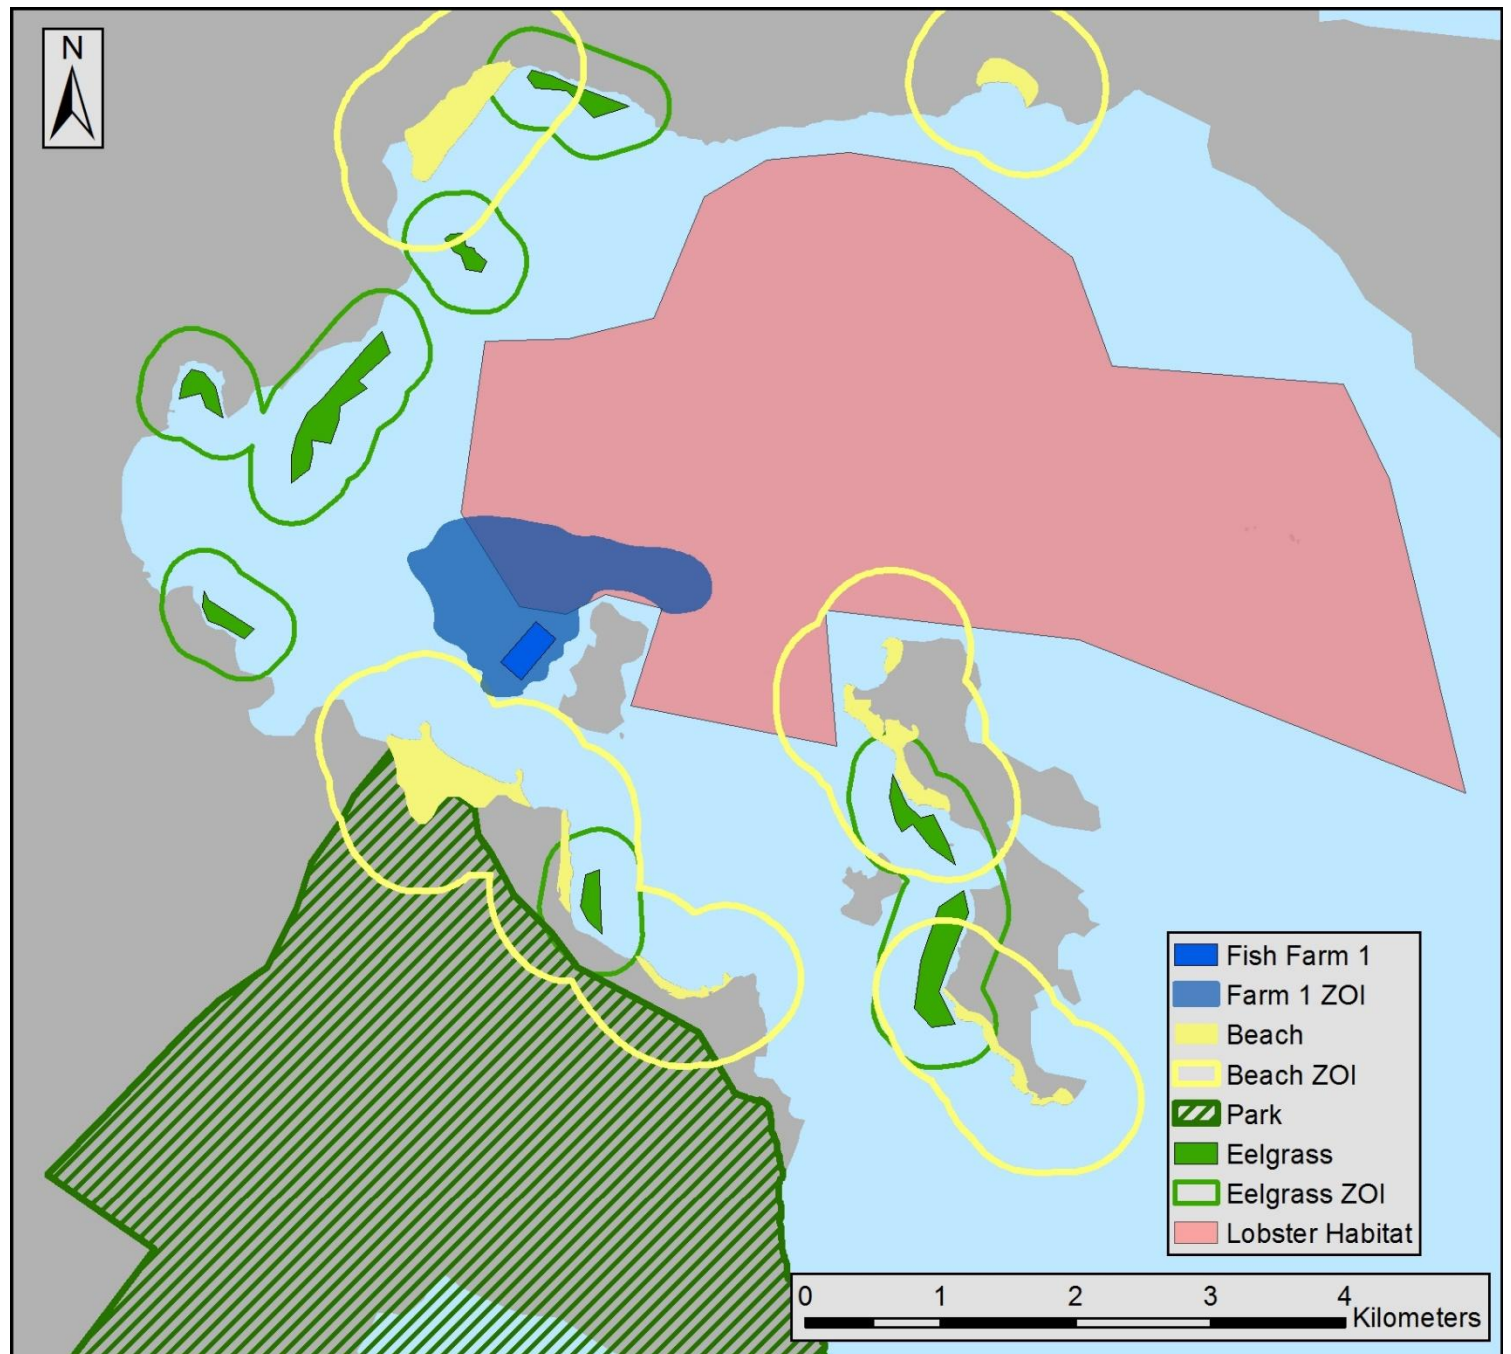 N
Fish Farm 1
Farm 1 ZOI
Beach
Beach ZOI
Park
Eelgrass
Eelgrass ZOI
Lobster Habitat
0 1 2 3 4
Kilometers